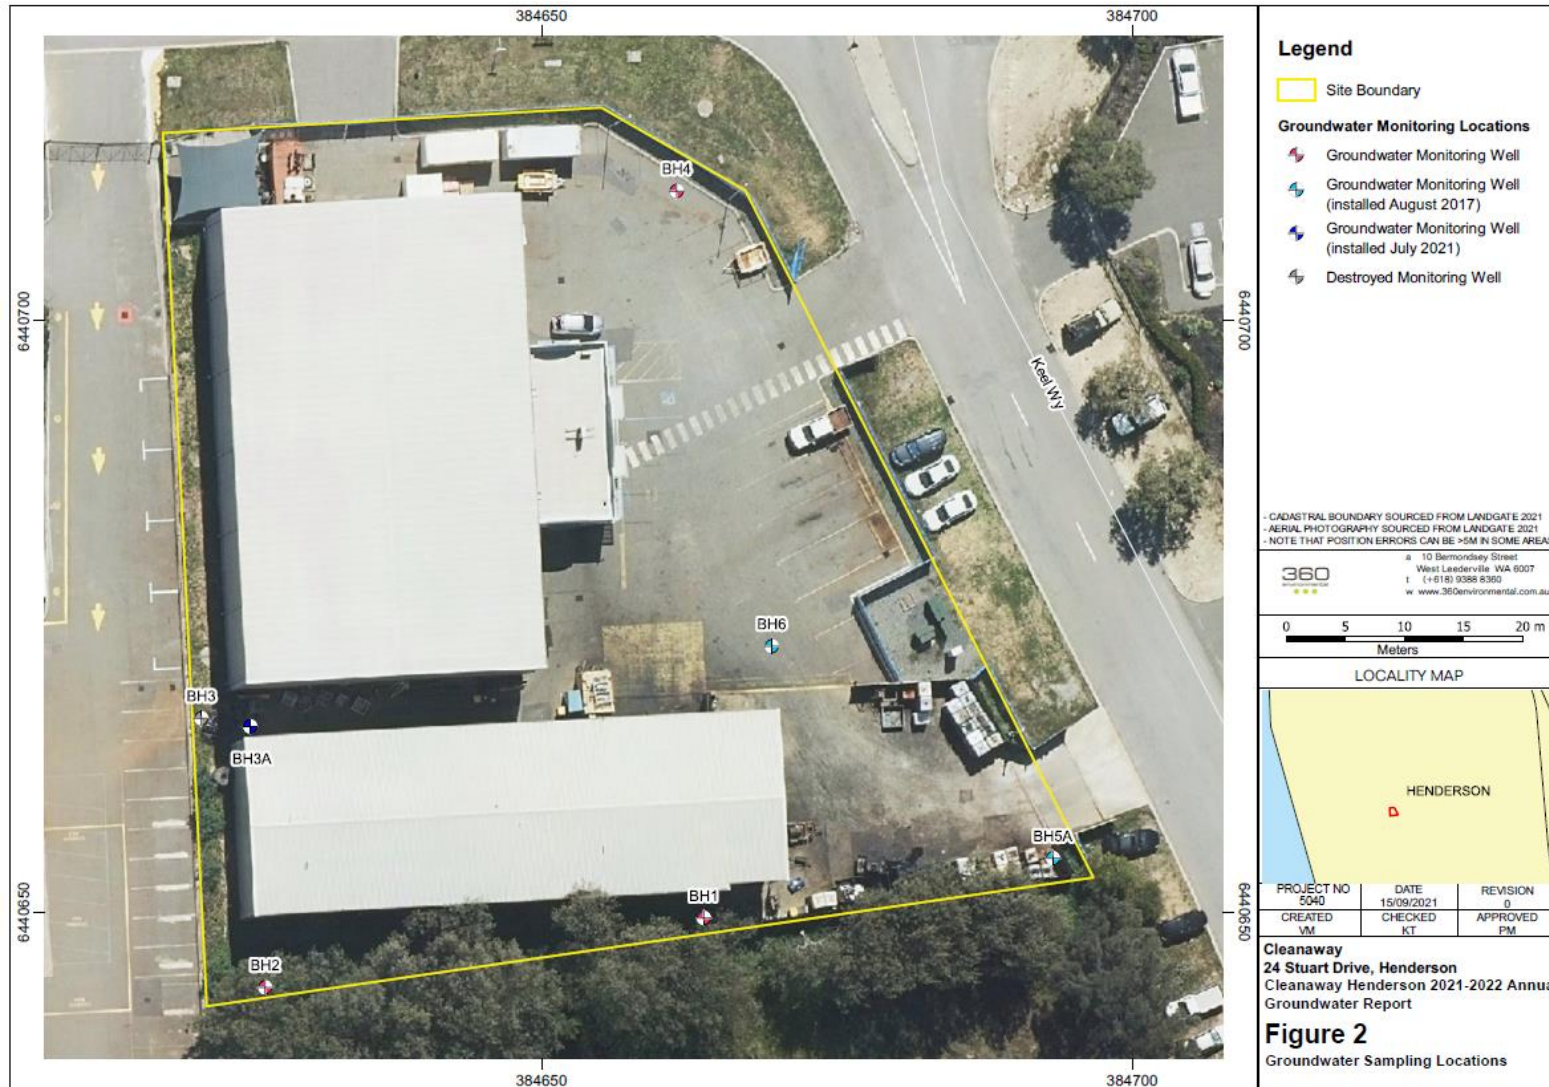 384650
384700
Legend
Site Boundary
Groundwater Monitoring Locations
Groundwater Monitoring Well
Groundwater Monitoring Well
(installed August 2017)
Groundwater Monitoring Well
(installed July 2021)
Destroyed Monitoring Well
BH4
6440700
6440700
Keel Wy
BH6
BH3
BH3A
BH5A
BH1
BH2
6440650
6440650
384650
384700
- CADASTRAL BOUNDARY SOURCED FROM LANDGATE 2021
- AERIAL PHOTOGRAPHY SOURCED FROM LANDGATE 2021
- NOTE THAT POSITION ERRORS CAN BE >5M IN SOME AREAS
360
environmental
a 10 Bermondsey Street
West Leederville WA 6007
t (+618) 9388 8360
w www.360environmental.com.au
0 5 10 15 20 m
Meters
LOCALITY MAP
HENDERSON
PROJECT NO DATE REVISION
5040 15/09/2021 0
CREATED CHECKED APPROVED
VM KT PM
Cleanaway
24 Stuart Drive, Henderson
Cleanaway Henderson 2021-2022 Annua
Groundwater Report
Figure 2
Groundwater Sampling Locations